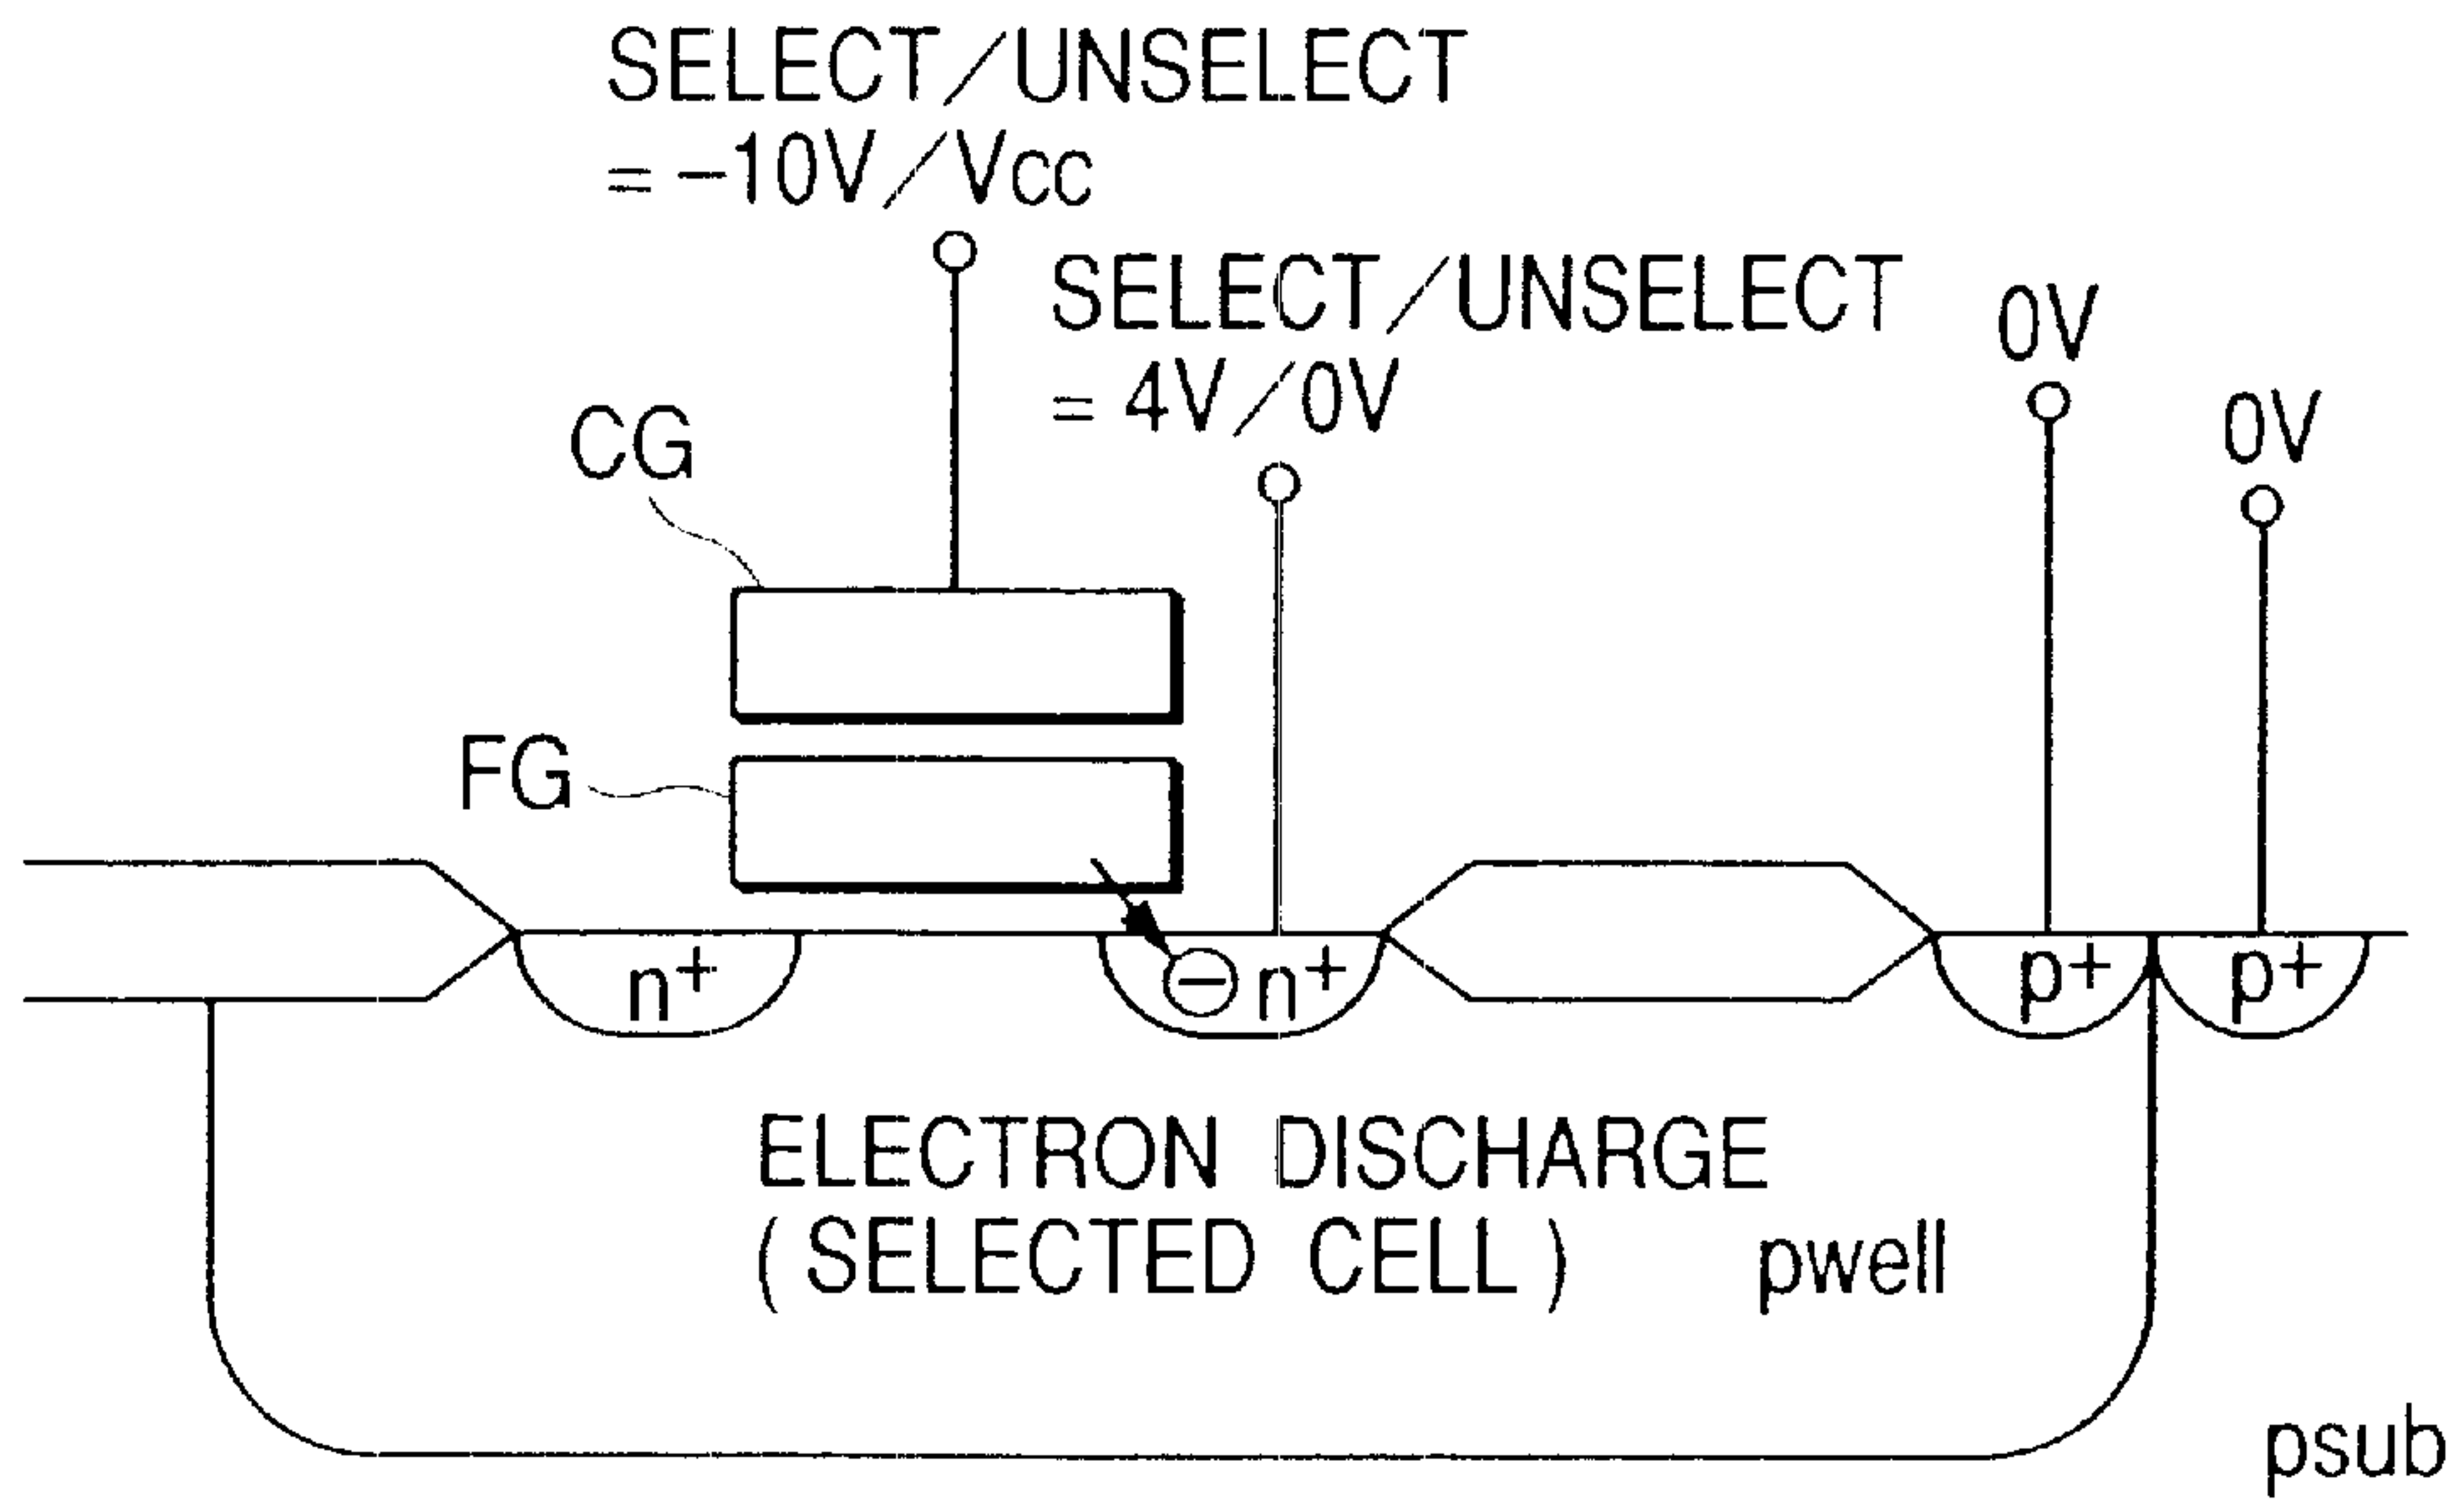 SELECT/UNSELECT
= -10V/Vcc
SELECT/UNSELECT
= 4V/0V
0V
0V
CG
FG
n+
⊖ n+
p+
p+
ELECTRON DISCHARGE
(SELECTED CELL)
pwell
psub